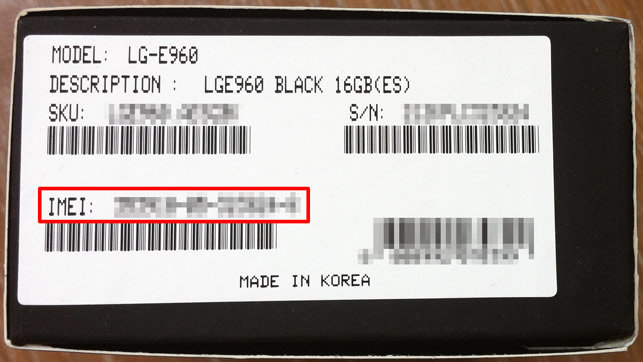 MODEL: LG-E960
DESCRIPTION : LGE960 BLACK 16GB(ES)
SKU:
S/N:
IMEI:
MADE IN KOREA